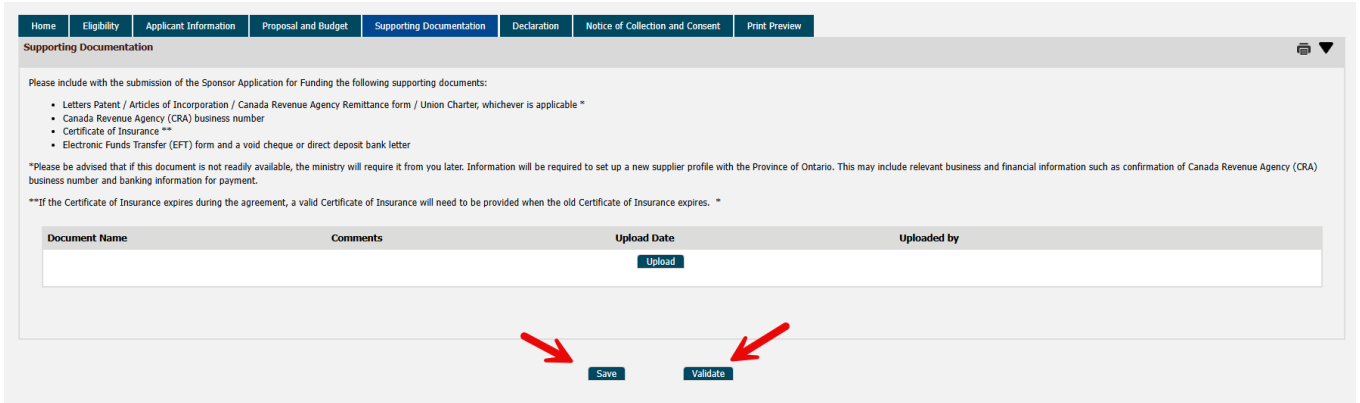 Home Eligibility Applicant Information Proposal and Budget Supporting Documentation Declaration Notice of Collection and Consent Print Preview
Supporting Documentation
Please include with the submission of the Sponsor Application for Funding the following supporting documents:
• Letters Patent / Articles of Incorporation / Canada Revenue Agency Remittance form / Union Charter, whichever is applicable *
• Canada Revenue Agency (CRA) business number
• Certificate of Insurance **
• Electronic Funds Transfer (EFT) form and a void cheque or direct deposit bank letter
*Please be advised that if this document is not readily available, the ministry will require it from you later. Information will be required to set up a new supplier profile with the Province of Ontario. This may include relevant business and financial information such as confirmation of Canada Revenue Agency (CRA)
business number and banking information for payment.
**If the Certificate of Insurance expires during the agreement, a valid Certificate of Insurance will need to be provided when the old Certificate of Insurance expires. *
Document Name Comments Upload Date Uploaded by
Upload
Save Validate